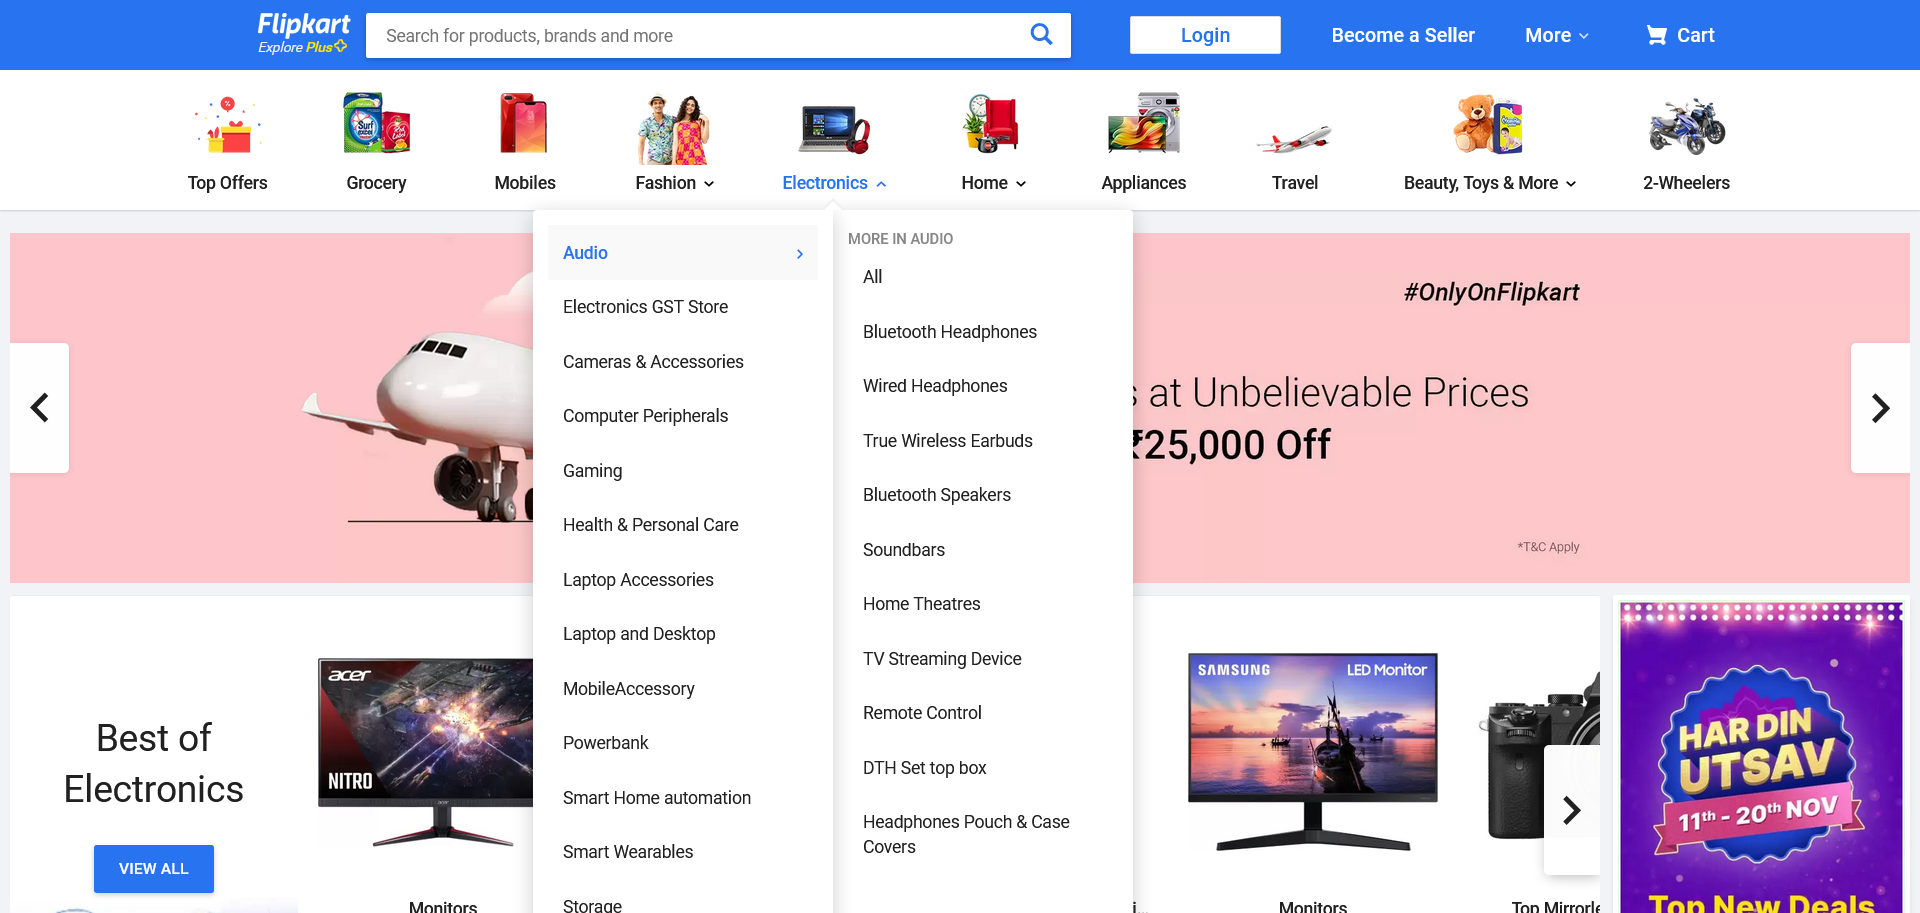 Flipkart
Explore Plus
Search for products, brands and more
Login
Become a Seller
More
Cart
Top Offers
Grocery
Mobiles
Fashion
Electronics
Home
Appliances
Travel
Beauty, Toys & More
2-Wheelers
Audio
Electronics GST Store
Cameras & Accessories
Computer Peripherals
Gaming
Health & Personal Care
Laptop Accessories
Laptop and Desktop
MobileAccessory
Powerbank
Smart Home automation
Smart Wearables
Storage
MORE IN AUDIO
All
Bluetooth Headphones
Wired Headphones
True Wireless Earbuds
Bluetooth Speakers
Soundbars
Home Theatres
TV Streaming Device
Remote Control
DTH Set top box
Headphones Pouch & Case
Covers
#OnlyOnFlipkart
s at Unbelievable Prices
₹25,000 Off
*T&C Apply
Best of
Electronics
VIEW ALL
acer
NITRO
Monitors
SAMSUNG
LED Monitor
Monitors
Top Mirrorle
HAR DIN
UTSAV
11th - 20th NOV
Top New Deals
Surf
excel